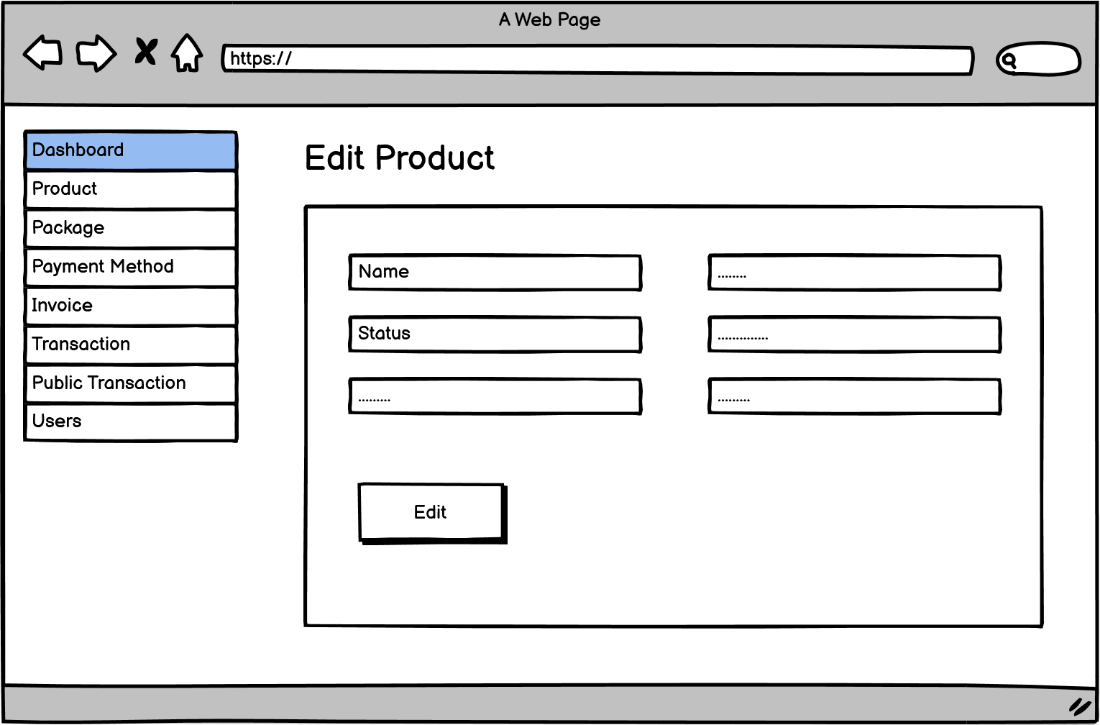 A Web Page
https://
Dashboard
Product
Package
Payment Method
Invoice
Transaction
Public Transaction
Users
Edit Product
Name
........
Status
..............
.........
.........
Edit